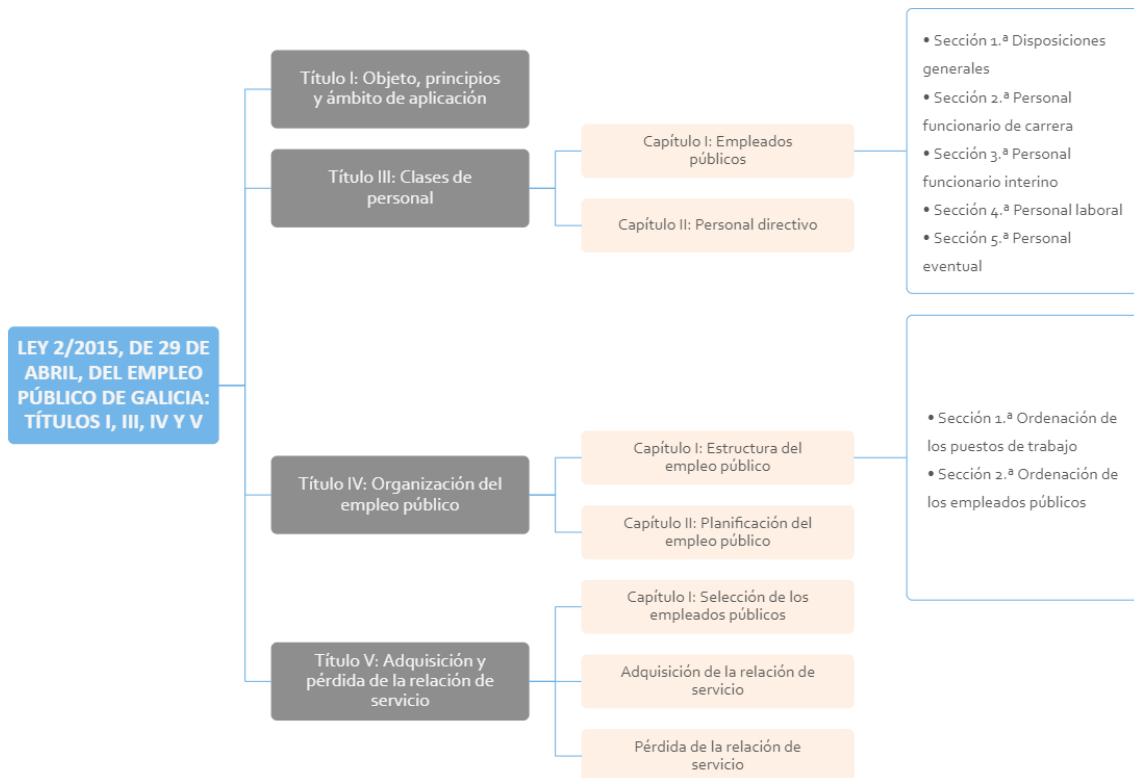 LEY 2/2015, DE 29 DE
ABRIL, DEL EMPLEO
PÚBLICO DE GALICIA:
TÍTULOS I, III, IV Y V
Título I: Objeto, principios
y ámbito de aplicación
Título III: Clases de
personal
Capítulo I: Empleados
públicos
• Sección 1.ª Disposiciones
generales
• Sección 2.ª Personal
funcionario de carrera
• Sección 3.ª Personal
funcionario interino
• Sección 4.ª Personal laboral
• Sección 5.ª Personal
eventual
Capítulo II: Personal directivo
Título IV: Organización del
empleo público
Capítulo I: Estructura del
empleo público
• Sección 1.ª Ordenación de
los puestos de trabajo
• Sección 2.ª Ordenación de
los empleados públicos
Capítulo II: Planificación del
empleo público
Título V: Adquisición y
pérdida de la relación de
servicio
Capítulo I: Selección de los
empleados públicos
Adquisición de la relación de
servicio
Pérdida de la relación de
servicio